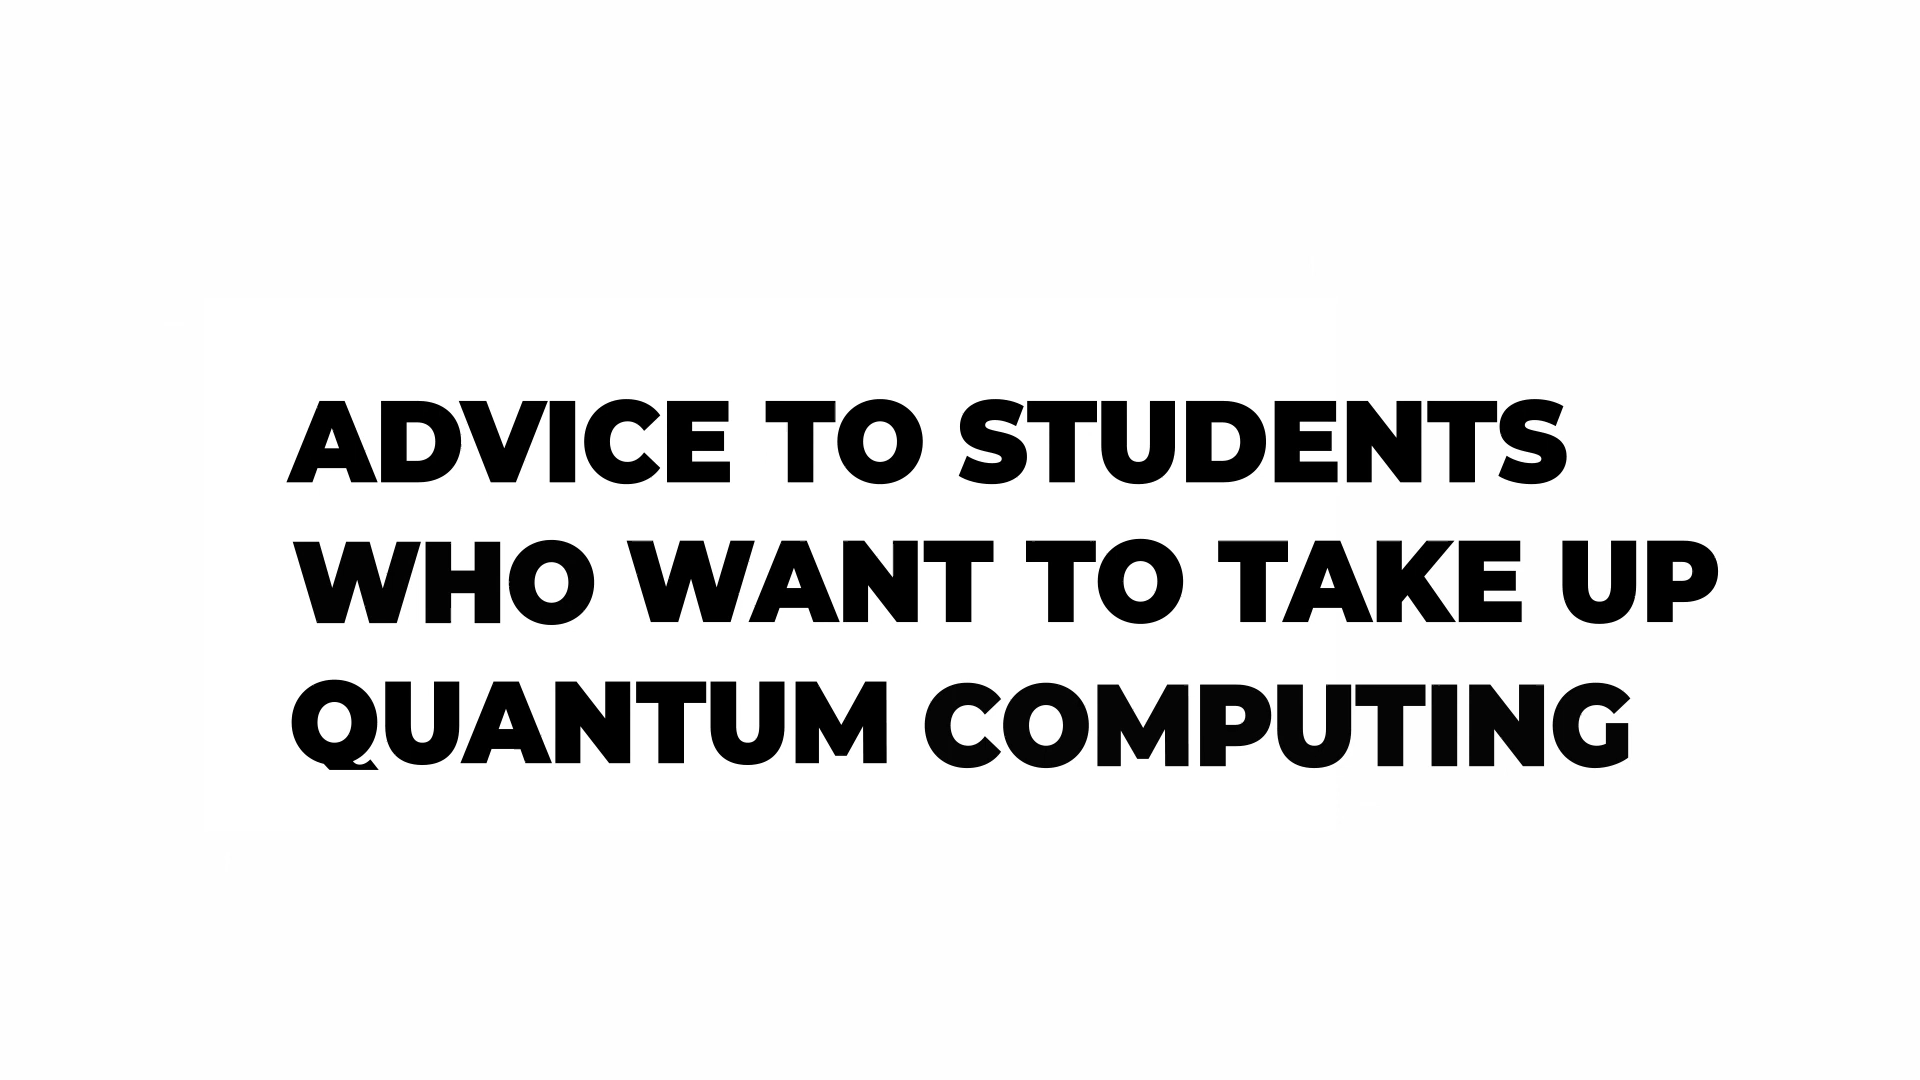 ADVICE TO STUDENTS
WHO WANT TO TAKE UP
QUANTUM COMPUTING